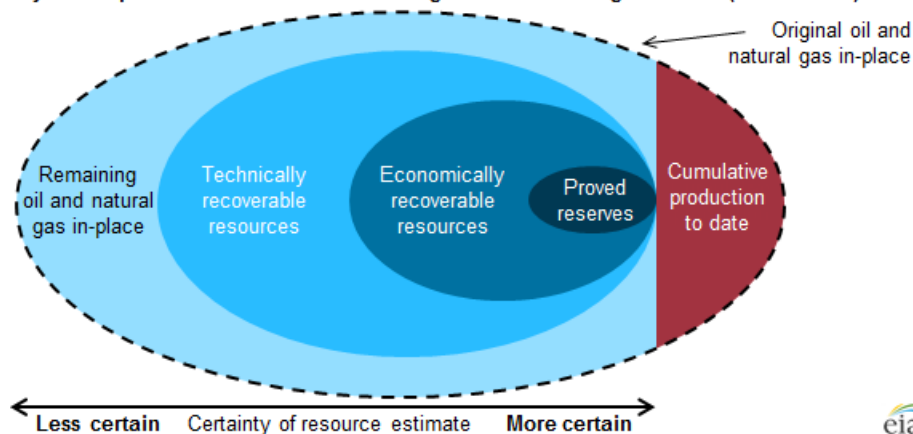 Original oil and
natural gas in-place
Remaining
oil and natural
gas in-place
Technically
recoverable
resources
Economically
recoverable
resources
Proved
reserves
Cumulative
production
to date
Less certain Certainty of resource estimate More certain
eia